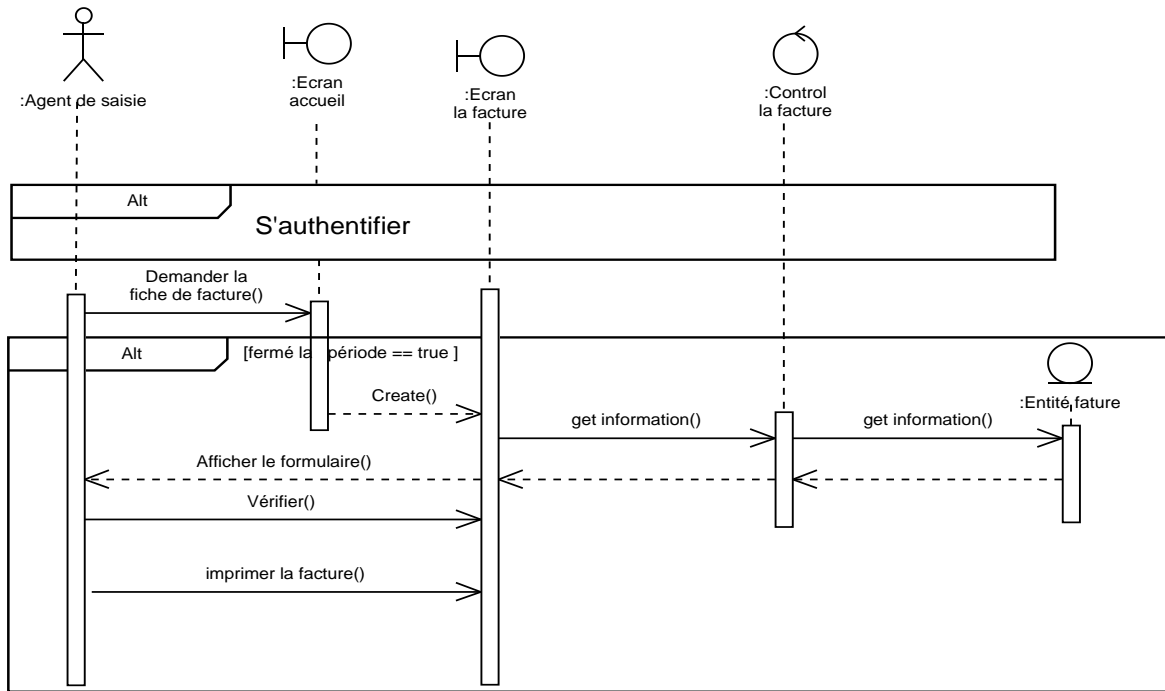 :Agent de saisie
:Ecran
accueil
:Ecran
la facture
:Control
la facture
Alt
S'authentifier
Demander la
fiche de facture()
Alt
[fermé la période == true ]
Create()
:Entité fature
get information()
get information()
Afficher le formulaire()
Vérifier()
imprimer la facture()